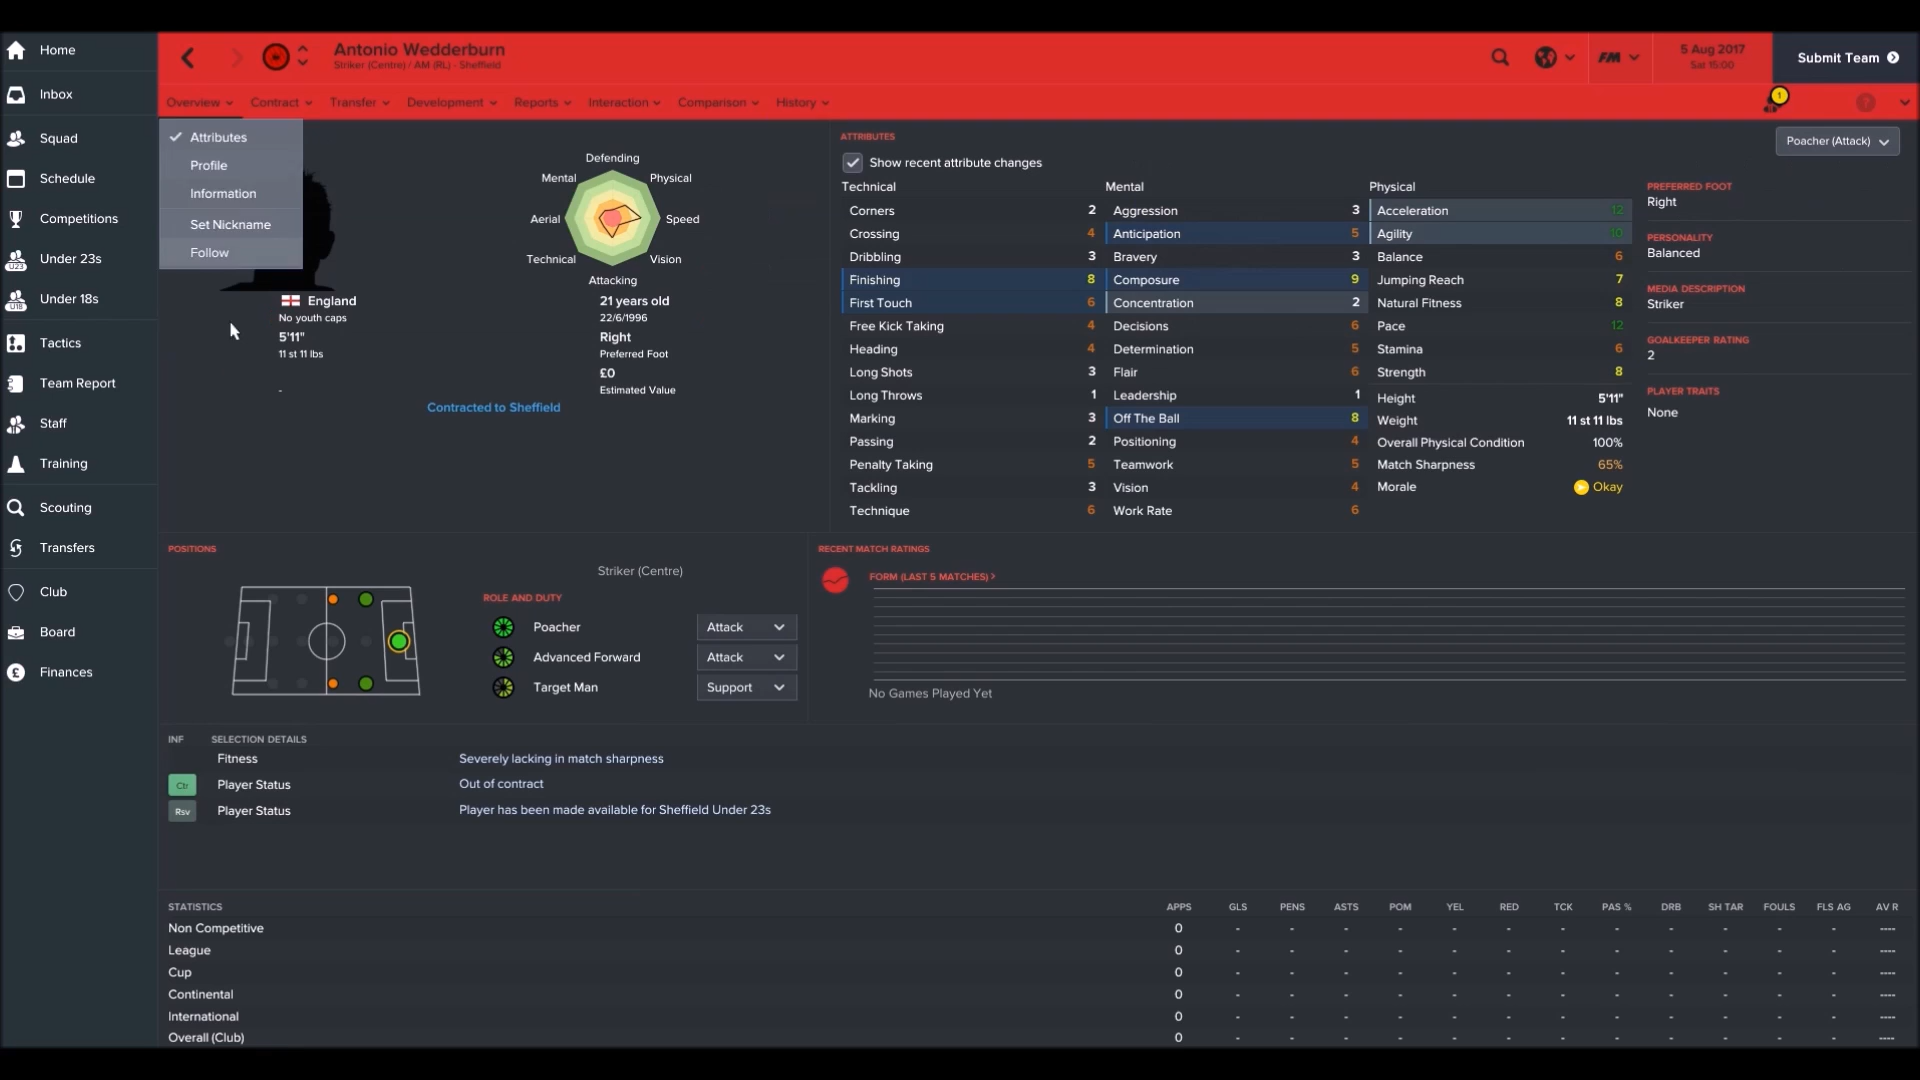 Home
Inbox
Squad
Schedule
Competitions
U23 Under 23s
U18 Under 18s
Tactics
Team Report
Staff
Training
Scouting
Transfers
Club
Board
£ Finances
Antonio Wedderburn
Striker (Centre) / AM (RL) - Sheffield
FM
5 Aug 2017
Sat 15:00
Submit Team
Overview Contract Transfer Development Reports Interaction Comparison History
1
?
Attributes
Profile
Information
Set Nickname
Follow
Defending
Mental Physical
Aerial Speed
Technical Vision
Attacking
England
No youth caps
5'11"
11 st 11 lbs
-
21 years old
22/6/1996
Right
Preferred Foot
£0
Estimated Value
Contracted to Sheffield
ATTRIBUTES
Poacher (Attack)
Show recent attribute changes
Technical
Corners 2
Crossing 4
Dribbling 3
Finishing 8
First Touch 6
Free Kick Taking 4
Heading 4
Long Shots 3
Long Throws 1
Marking 3
Passing 2
Penalty Taking 5
Tackling 3
Technique 6
Mental
Aggression 3
Anticipation 5
Bravery 3
Composure 9
Concentration 2
Decisions 6
Determination 5
Flair 6
Leadership 1
Off The Ball 8
Positioning 4
Teamwork 5
Vision 4
Work Rate 6
Physical
Acceleration 12
Agility 10
Balance 6
Jumping Reach 7
Natural Fitness 8
Pace 12
Stamina 6
Strength 8
Height 5'11"
Weight 11 st 11 lbs
Overall Physical Condition 100%
Match Sharpness 65%
Morale Okay
PREFERRED FOOT
Right
PERSONALITY
Balanced
MEDIA DESCRIPTION
Striker
GOALKEEPER RATING
2
PLAYER TRAITS
None
POSITIONS
Striker (Centre)
ROLE AND DUTY
Poacher Attack
Advanced Forward Attack
Target Man Support
RECENT MATCH RATINGS
FORM (LAST 5 MATCHES) >
No Games Played Yet
INF SELECTION DETAILS
Fitness Severely lacking in match sharpness
Ctr Player Status Out of contract
Rsv Player Status Player has been made available for Sheffield Under 23s
STATISTICS APPS GLS PENS ASTS POM YEL RED TCK PAS % DRB SH TAR FOULS FLS AG AV R
Non Competitive 0 - - - - - - - - - - - - ----
League 0 - - - - - - - - - - - - ----
Cup 0 - - - - - - - - - - - - ----
Continental 0 - - - - - - - - - - - - ----
International 0 - - - - - - - - - - - - ----
Overall (Club) 0 - - - - - - - - - - - - ----